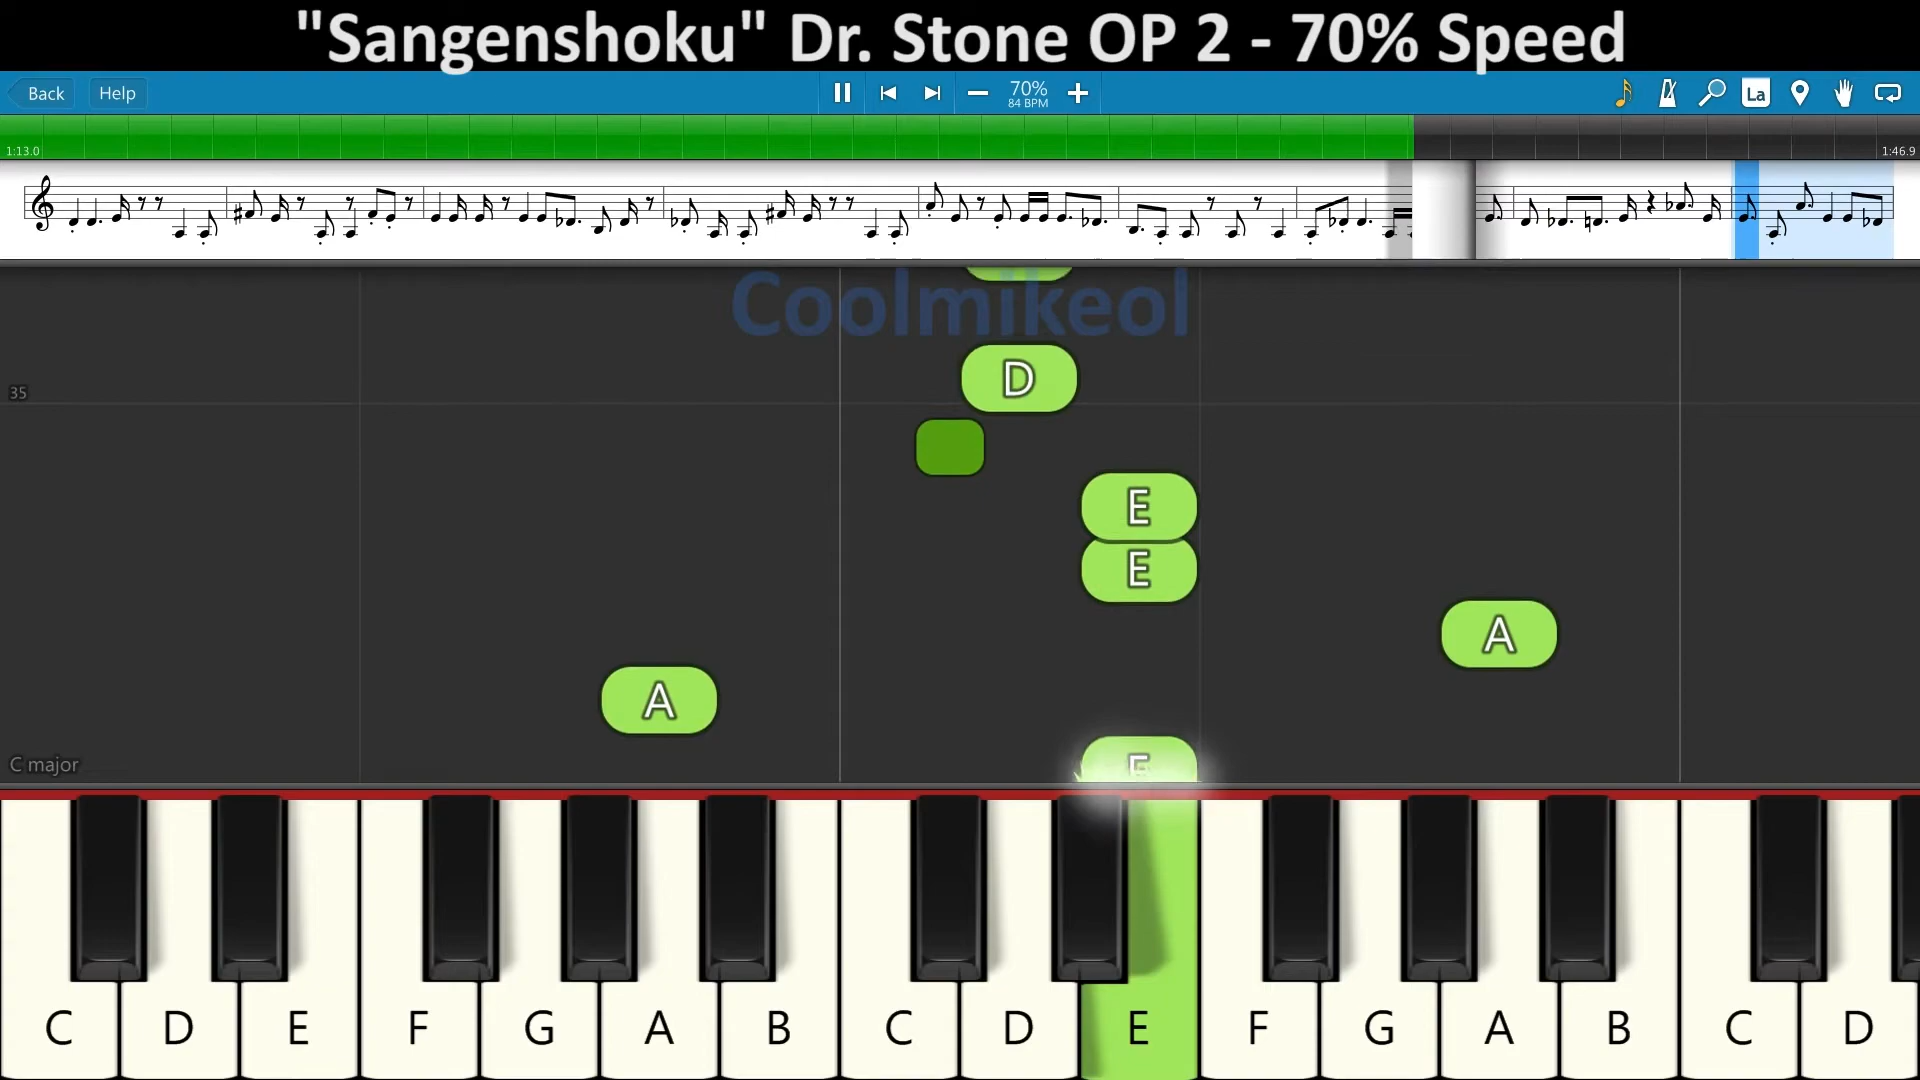 "Sangenshoku" Dr. Stone OP 2 - 70% Speed
Back Help 70% La
84 BPM
1:13.0 1:46.9
Coolmikeol
D
35
E
E
A
A
E
C major
C D E F G A B C D E F G A B C D